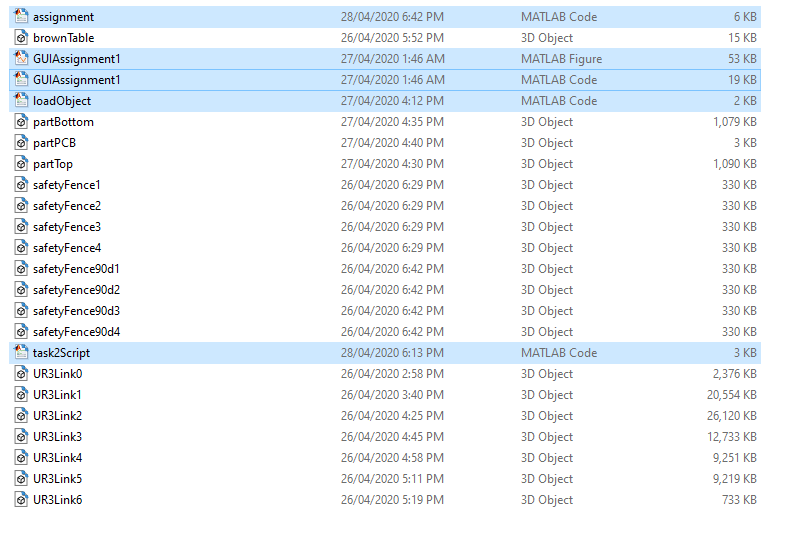 assignment 28/04/2020 6:42 PM MATLAB Code 6 KB
brownTable 26/04/2020 5:52 PM 3D Object 15 KB
GUIAssignment1 27/04/2020 1:46 AM MATLAB Figure 53 KB
GUIAssignment1 27/04/2020 1:46 AM MATLAB Code 19 KB
loadObject 27/04/2020 4:12 PM MATLAB Code 2 KB
partBottom 27/04/2020 4:35 PM 3D Object 1,079 KB
partPCB 27/04/2020 4:40 PM 3D Object 3 KB
partTop 27/04/2020 4:30 PM 3D Object 1,090 KB
safetyFence1 26/04/2020 6:29 PM 3D Object 330 KB
safetyFence2 26/04/2020 6:29 PM 3D Object 330 KB
safetyFence3 26/04/2020 6:29 PM 3D Object 330 KB
safetyFence4 26/04/2020 6:29 PM 3D Object 330 KB
safetyFence90d1 26/04/2020 6:42 PM 3D Object 330 KB
safetyFence90d2 26/04/2020 6:42 PM 3D Object 330 KB
safetyFence90d3 26/04/2020 6:42 PM 3D Object 330 KB
safetyFence90d4 26/04/2020 6:42 PM 3D Object 330 KB
task2Script 28/04/2020 6:13 PM MATLAB Code 3 KB
UR3Link0 26/04/2020 2:58 PM 3D Object 2,376 KB
UR3Link1 26/04/2020 3:40 PM 3D Object 20,554 KB
UR3Link2 26/04/2020 4:25 PM 3D Object 26,120 KB
UR3Link3 26/04/2020 4:45 PM 3D Object 12,733 KB
UR3Link4 26/04/2020 4:58 PM 3D Object 9,251 KB
UR3Link5 26/04/2020 5:11 PM 3D Object 9,219 KB
UR3Link6 26/04/2020 5:19 PM 3D Object 733 KB